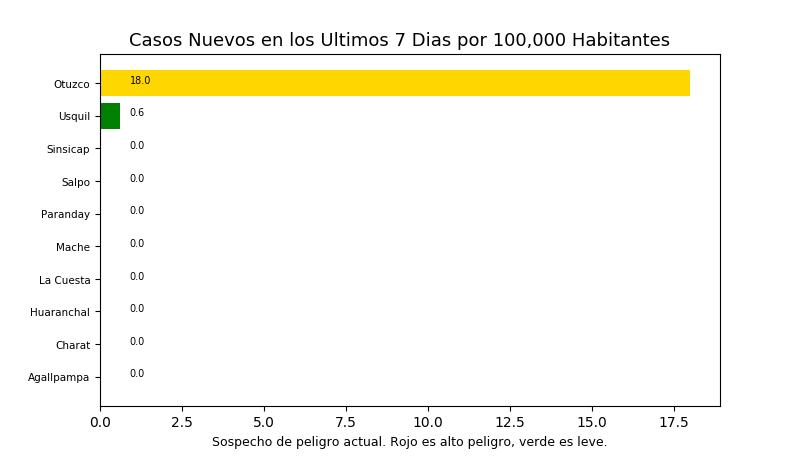 Casos Nuevos en los Ultimos 7 Dias por 100,000 Habitantes
Otuzco 18.0
Usquil 0.6
Sinsicap 0.0
Salpo 0.0
Paranday 0.0
Mache 0.0
La Cuesta 0.0
Huaranchal 0.0
Charat 0.0
Agallpampa 0.0
0.0 2.5 5.0 7.5 10.0 12.5 15.0 17.5
Sospecho de peligro actual. Rojo es alto peligro, verde es leve.